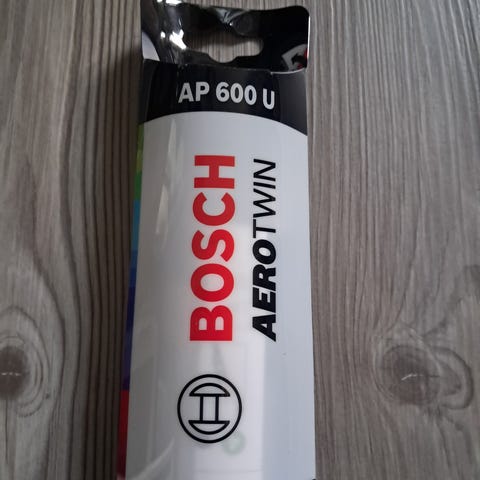 AP 600 U
BOSCH
AEROTWIN